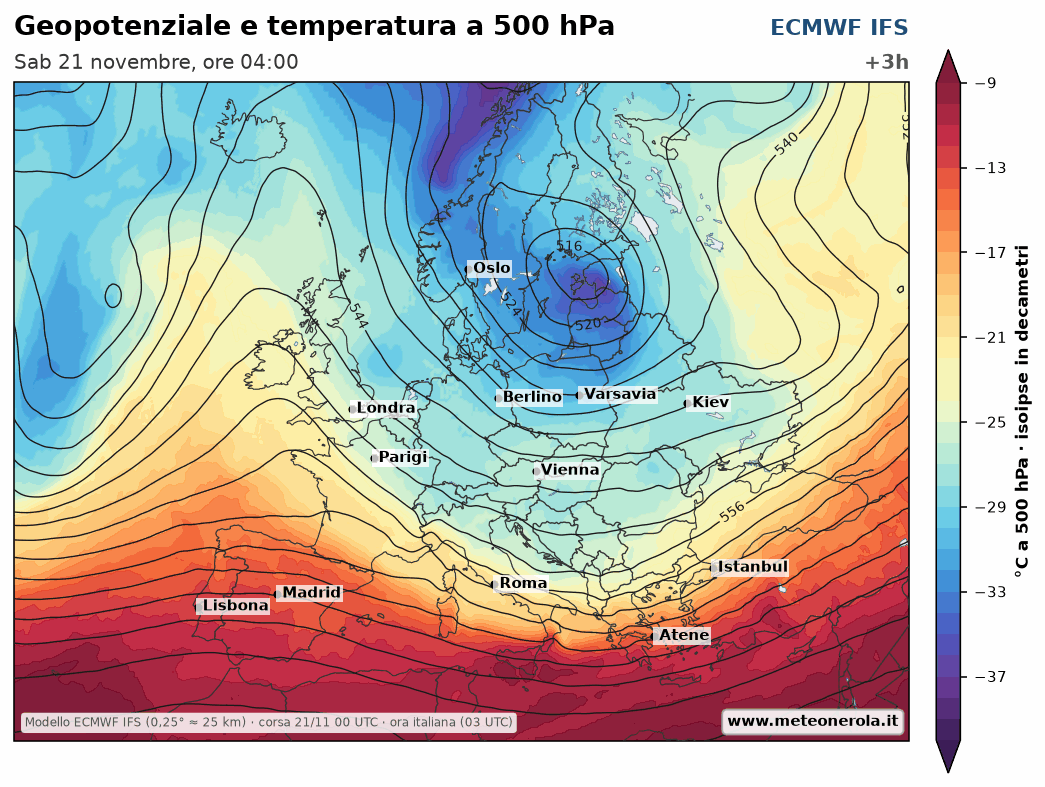 Geopotenziale e temperatura a 500 hPa
ECMWF IFS
Sab 21 novembre, ore 04:00
+3h
−9
−13
−17
−21
−25
−29
−33
−37
°C a 500 hPa · isoipse in decametri
540
552
516
Oslo
524
520
544
Londra
Berlino
Varsavia
Kiev
Parigi
Vienna
556
Roma
Istanbul
Madrid
Lisbona
Atene
Modello ECMWF IFS (0,25° ≈ 25 km) · corsa 21/11 00 UTC · ora italiana (03 UTC)
www.meteonerola.it